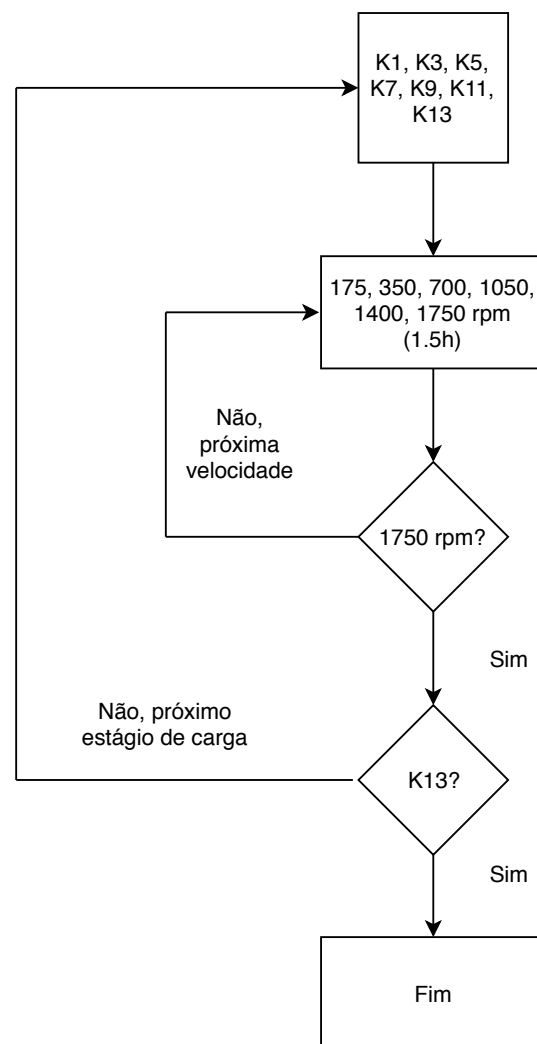 K1, K3, K5,
K7, K9, K11,
K13
175, 350, 700, 1050,
1400, 1750 rpm
(1.5h)
Não,
próxima
velocidade
1750 rpm?
Sim
Não, próximo
estágio de carga
K13?
Sim
Fim